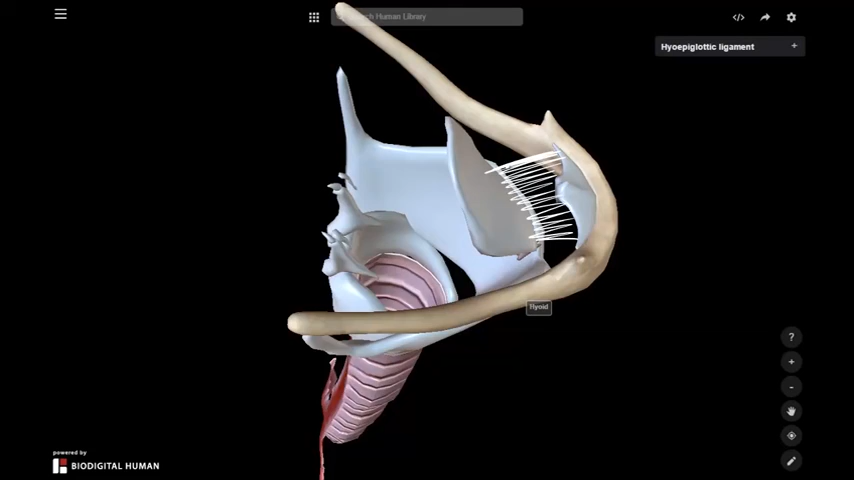 Search Human Library
Hyoepiglottic ligament
Hyoid
powered by
BIODIGITAL HUMAN